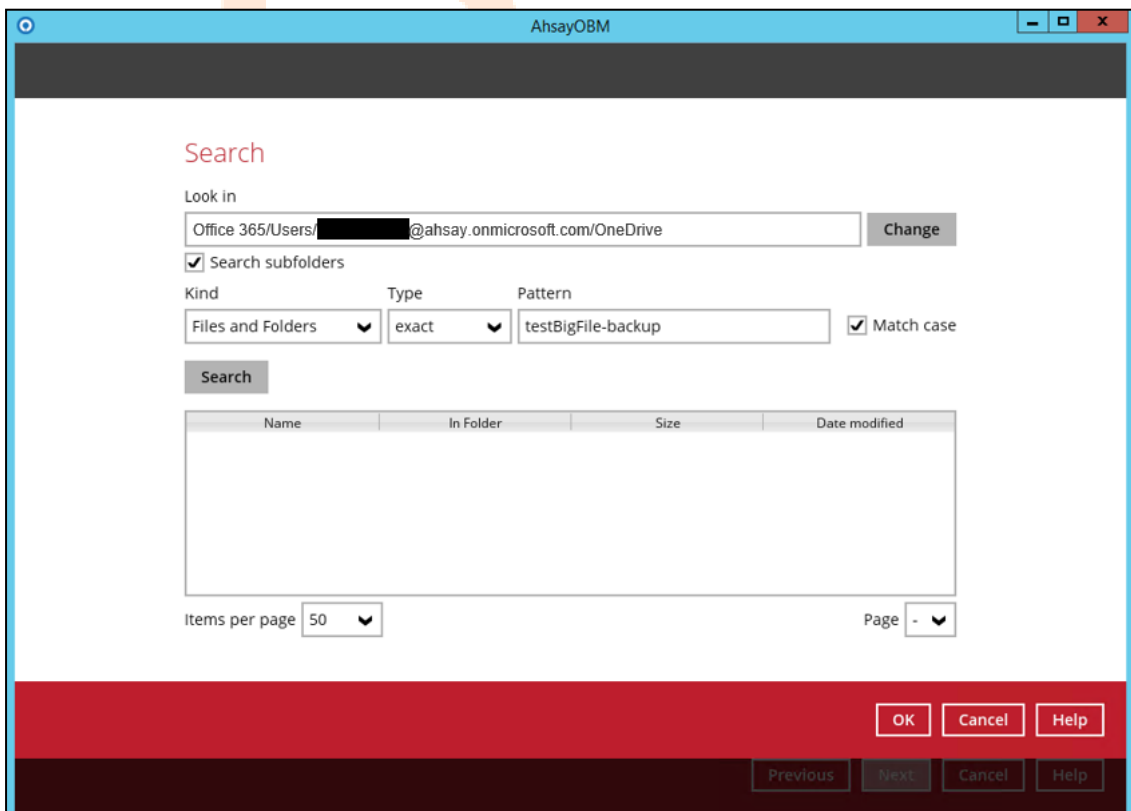 AhsayOBM
Search
Look in
Office 365/Users/ @ahsay.onmicrosoft.com/OneDrive Change
Search subfolders
Kind Type Pattern
Files and Folders exact testBigFile-backup Match case
Search
Name In Folder Size Date modified
Items per page 50 Page -
OK Cancel Help
Previous Next Cancel Help